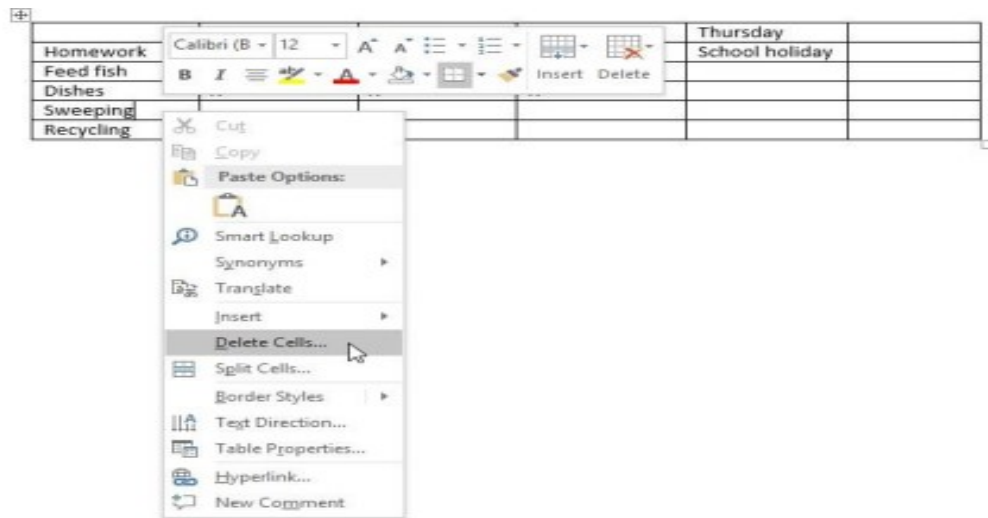 Thursday
Homework
School holiday
Feed fish
Dishes
Sweeping
Recycling
Calibri (B 12 A A
B I ab A Insert Delete
Cut
Copy
Paste Options:
A
Smart Lookup
Synonyms
Translate
Insert
Delete Cells...
Split Cells...
Border Styles
Text Direction...
Table Properties...
Hyperlink...
New Comment